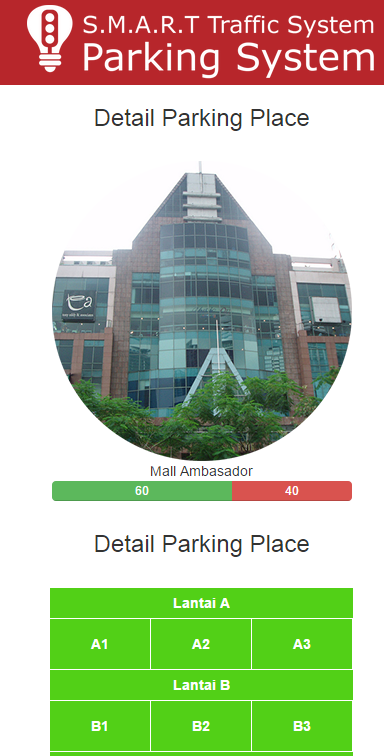 S.M.A.R.T Traffic System
Parking System
Detail Parking Place
Mall Ambasador
60 40
Detail Parking Place
Lantai A
A1 A2 A3
Lantai B
B1 B2 B3